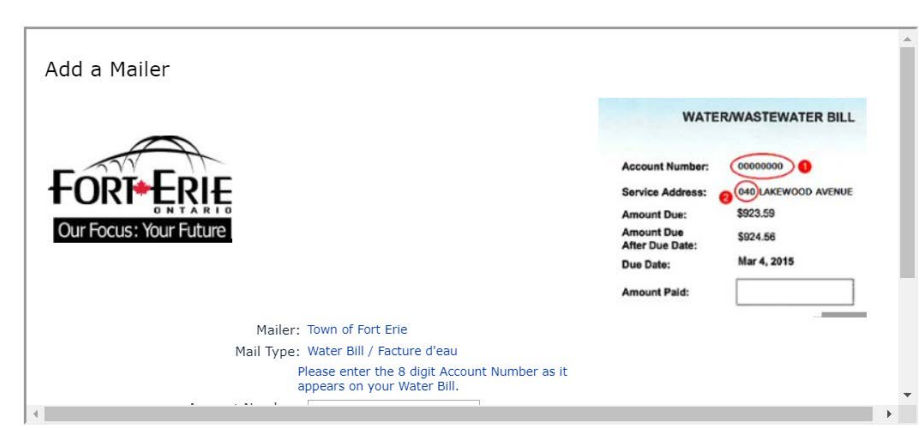 Add a Mailer
FORT ERIE
ONTARIO
Our Focus: Your Future
WATER/WASTEWATER BILL
Account Number: 00000000 1
Service Address: 2 040 LAKEWOOD AVENUE
Amount Due: $923.59
Amount Due
After Due Date: $924.56
Due Date: Mar 4, 2015
Amount Paid:
Mailer: Town of Fort Erie
Mail Type: Water Bill / Facture d'eau
Please enter the 8 digit Account Number as it
appears on your Water Bill.